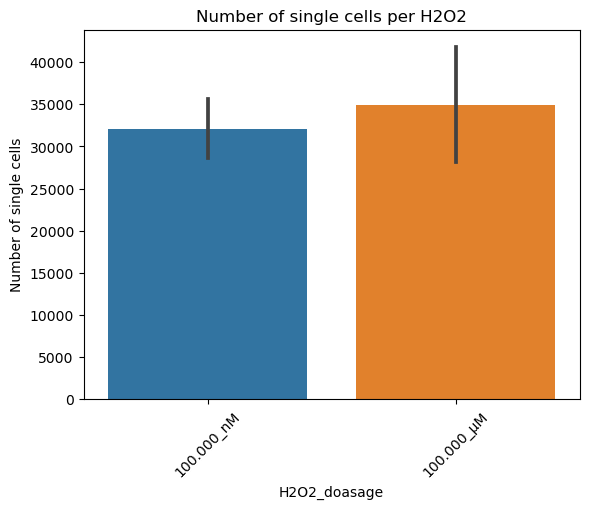 Number of single cells per H2O2
Number of single cells
40000
35000
30000
25000
20000
15000
10000
5000
0
100.000_nM
100.000_μM
H2O2_doasage